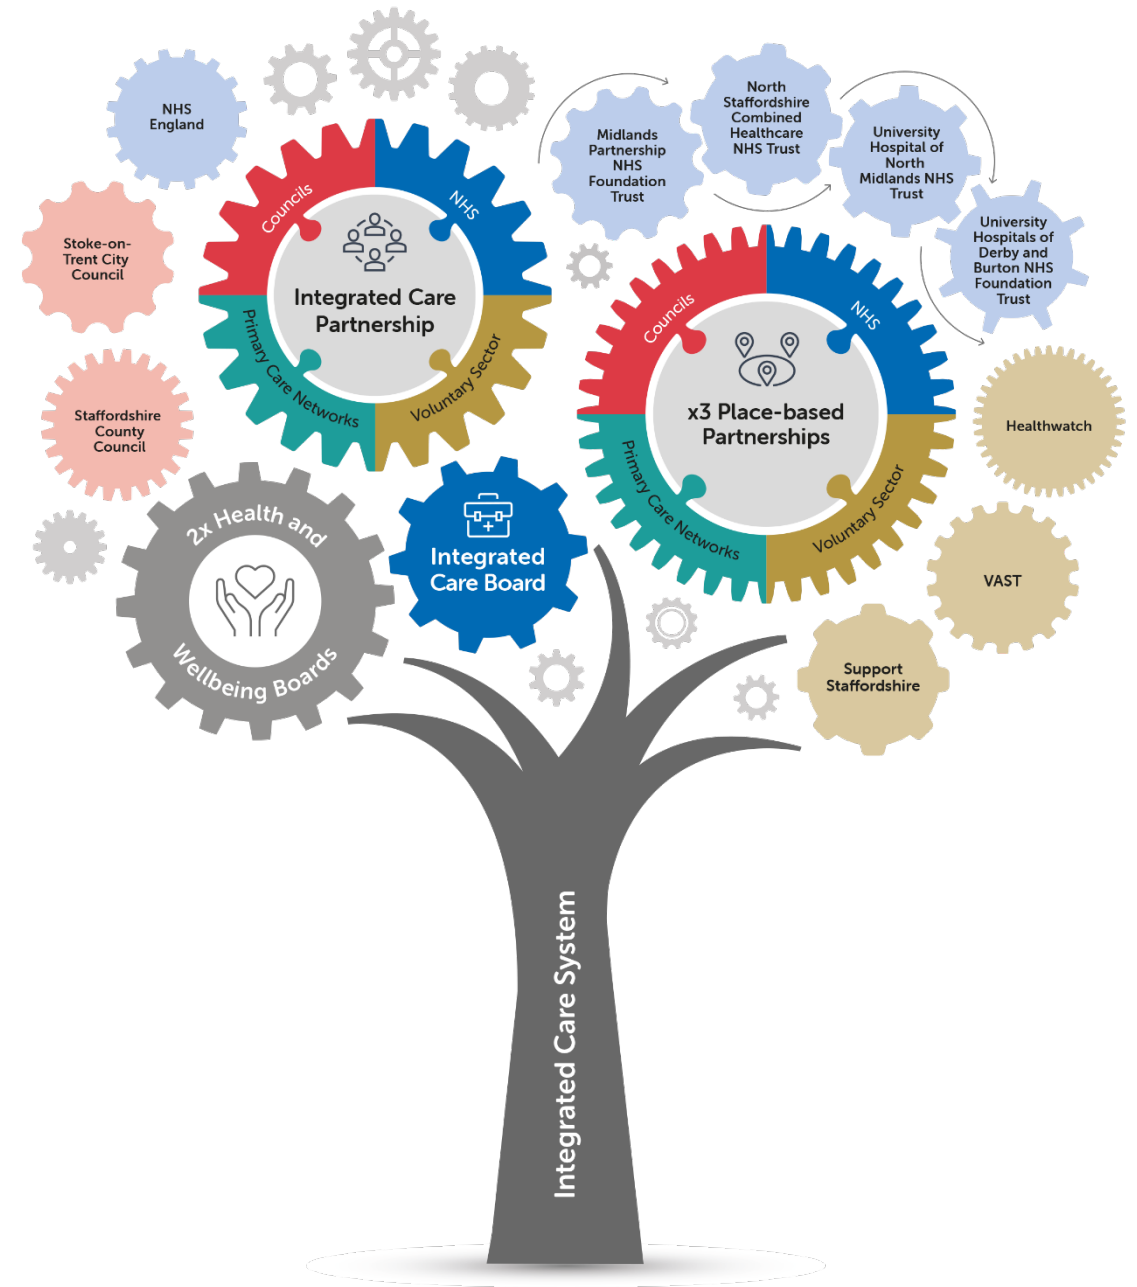 NHS
England
Stoke-on-
Trent City
Council
Staffordshire
County
Council
Councils
NHS
Integrated Care
Partnership
Primary Care Networks
Voluntary Sector
Midlands
Partnership
NHS
Foundation
Trust
North
Staffordshire
Combined
Healthcare
NHS Trust
University
Hospital of
North
Midlands NHS
Trust
University
Hospitals of
Derby and
Burton NHS
Foundation
Trust
Councils
NHS
x3 Place-based
Partnerships
Primary Care Networks
Voluntary Sector
Healthwatch
VAST
Support
Staffordshire
2x Health and
Wellbeing Boards
Integrated
Care Board
Integrated Care System